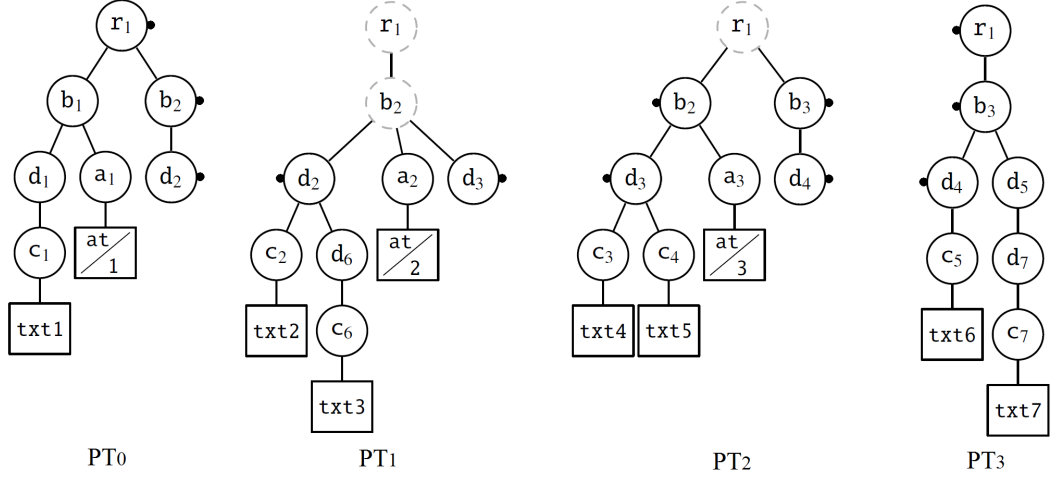 r₁ r₁ r₁ r₁
b₁ b₂ b₂ b₂ b₃ b₃
d₁ a₁ d₂ d₂ a₂ d₃ d₃ a₃ d₄ d₄ d₅
c₁ at 1 c₂ d₆ at 2 c₃ c₄ at 3 c₅ d₇
txt1 txt2 c₆ txt4 txt5 txt6 c₇
txt3 txt7
PT₀ PT₁ PT₂ PT₃